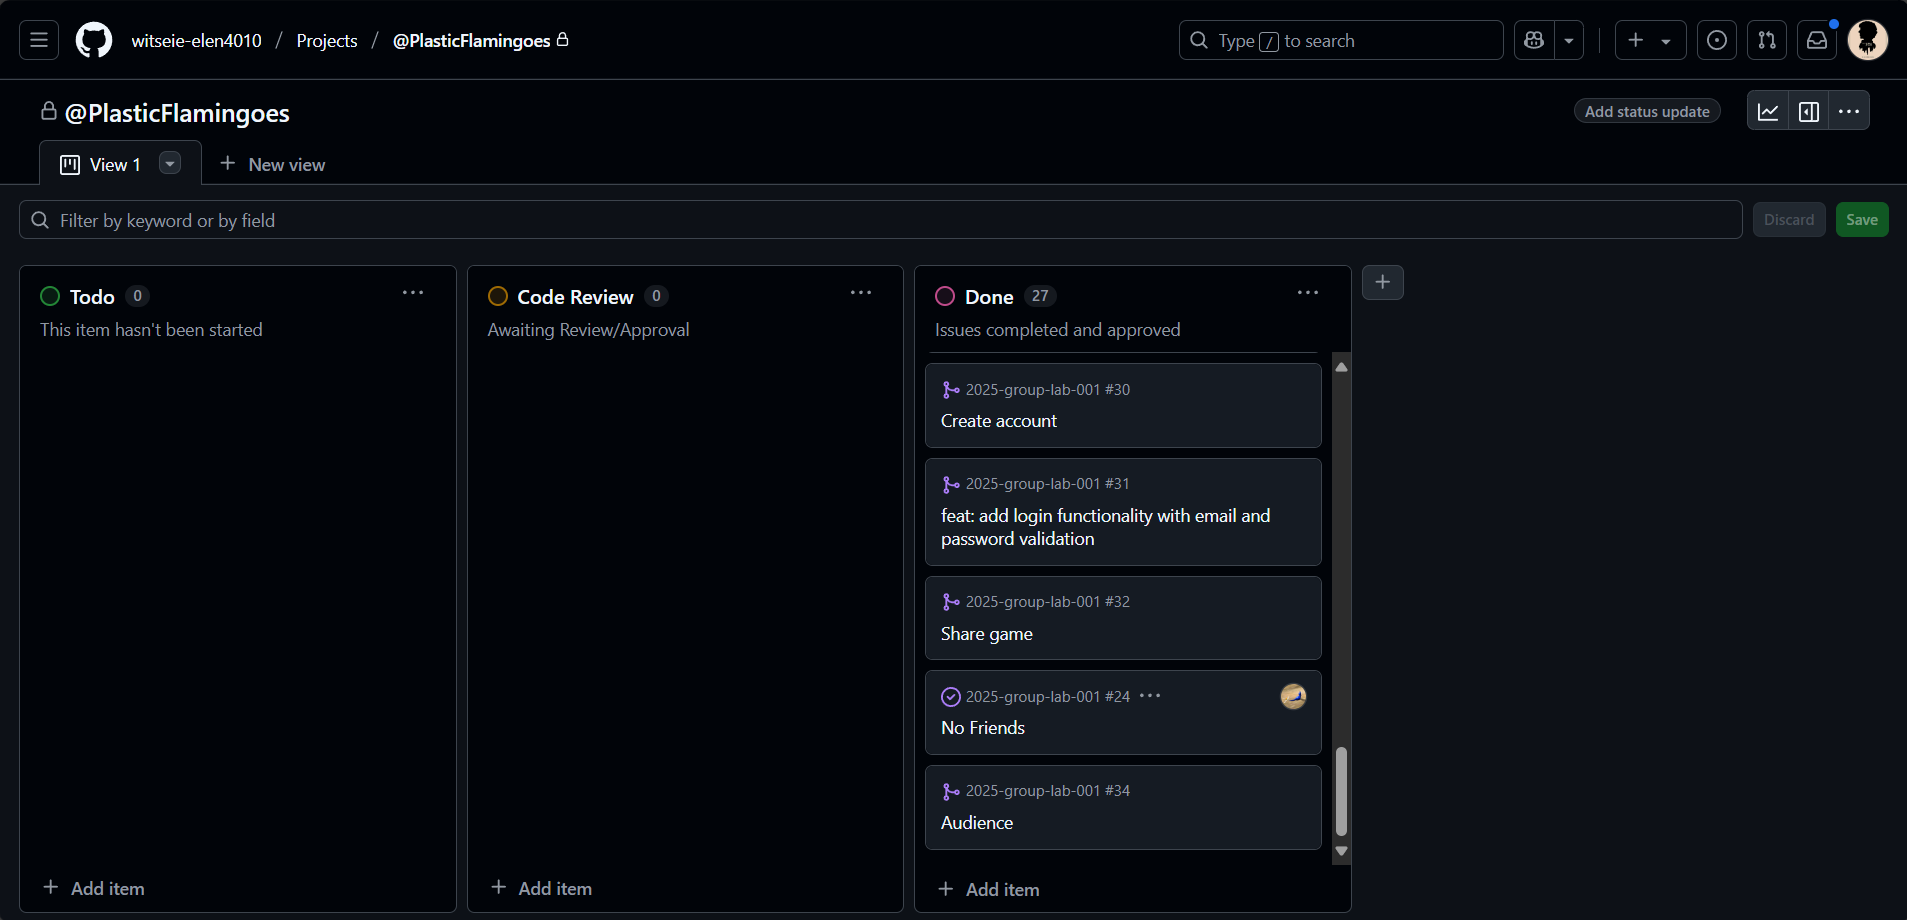 witseie-elen4010 / Projects / @PlasticFlamingoes
Type / to search
@PlasticFlamingoes
Add status update
View 1
New view
Filter by keyword or by field
Discard
Save
Todo 0
This item hasn't been started
Add item
Code Review 0
Awaiting Review/Approval
Add item
Done 27
Issues completed and approved
2025-group-lab-001 #30
Create account
2025-group-lab-001 #31
feat: add login functionality with email and
password validation
2025-group-lab-001 #32
Share game
2025-group-lab-001 #24
No Friends
2025-group-lab-001 #34
Audience
Add item